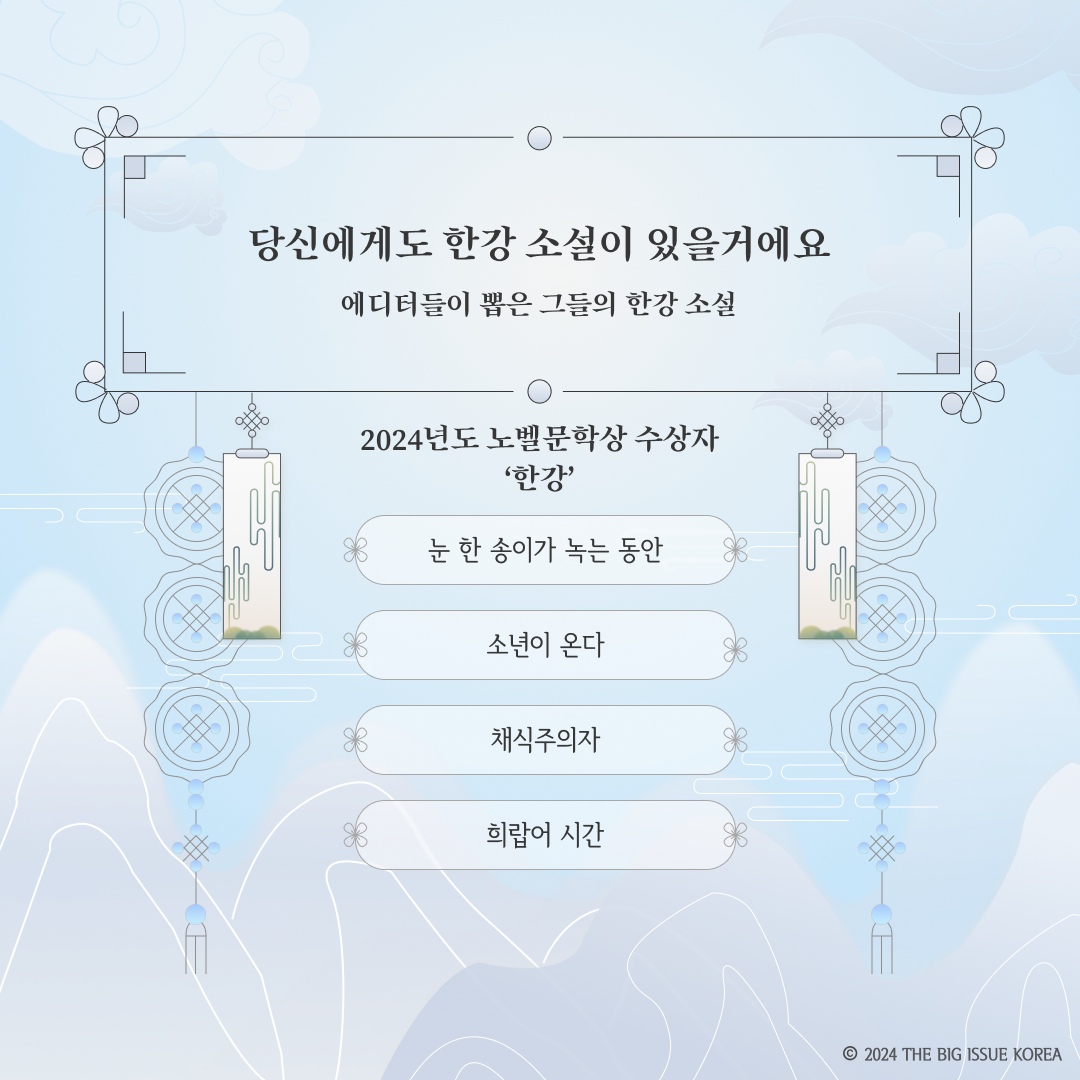 당신에게도 한강 소설이 있을거에요
에디터들이 뽑은 그들의 한강 소설
2024년도 노벨문학상 수상자
‘한강’
눈 한 송이가 녹는 동안
소년이 온다
채식주의자
희랍어 시간
© 2024 THE BIG ISSUE KOREA